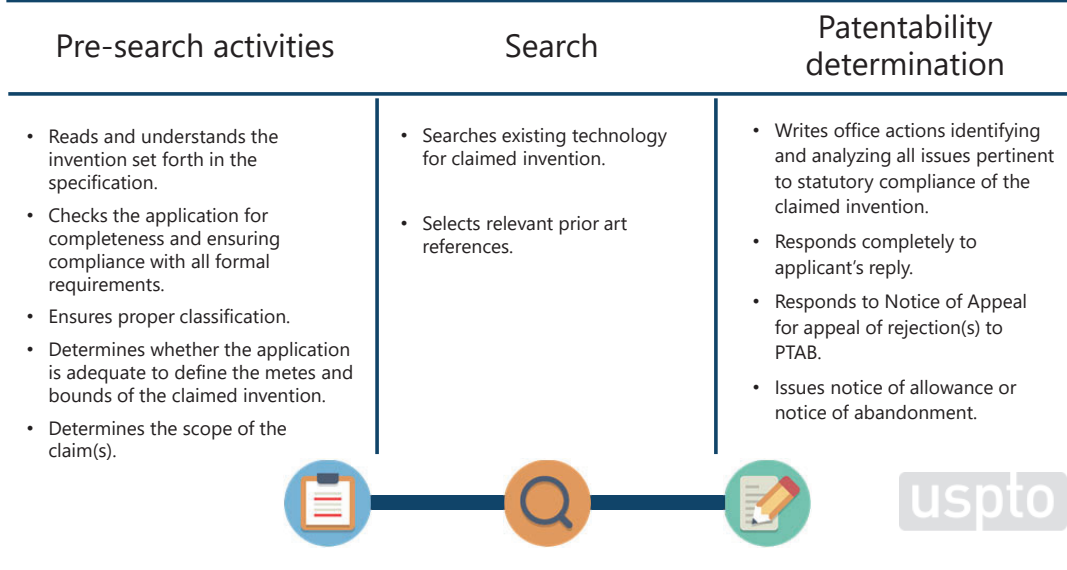 Pre-search activities
Search
Patentability
determination
• Reads and understands the
invention set forth in the
specification.
• Checks the application for
completeness and ensuring
compliance with all formal
requirements.
• Ensures proper classification.
• Determines whether the application
is adequate to define the metes and
bounds of the claimed invention.
• Determines the scope of the
claim(s).
• Searches existing technology
for claimed invention.
• Selects relevant prior art
references.
• Writes office actions identifying
and analyzing all issues pertinent
to statutory compliance of the
claimed invention.
• Responds completely to
applicant's reply.
• Responds to Notice of Appeal
for appeal of rejection(s) to
PTAB.
• Issues notice of allowance or
notice of abandonment.
uspto